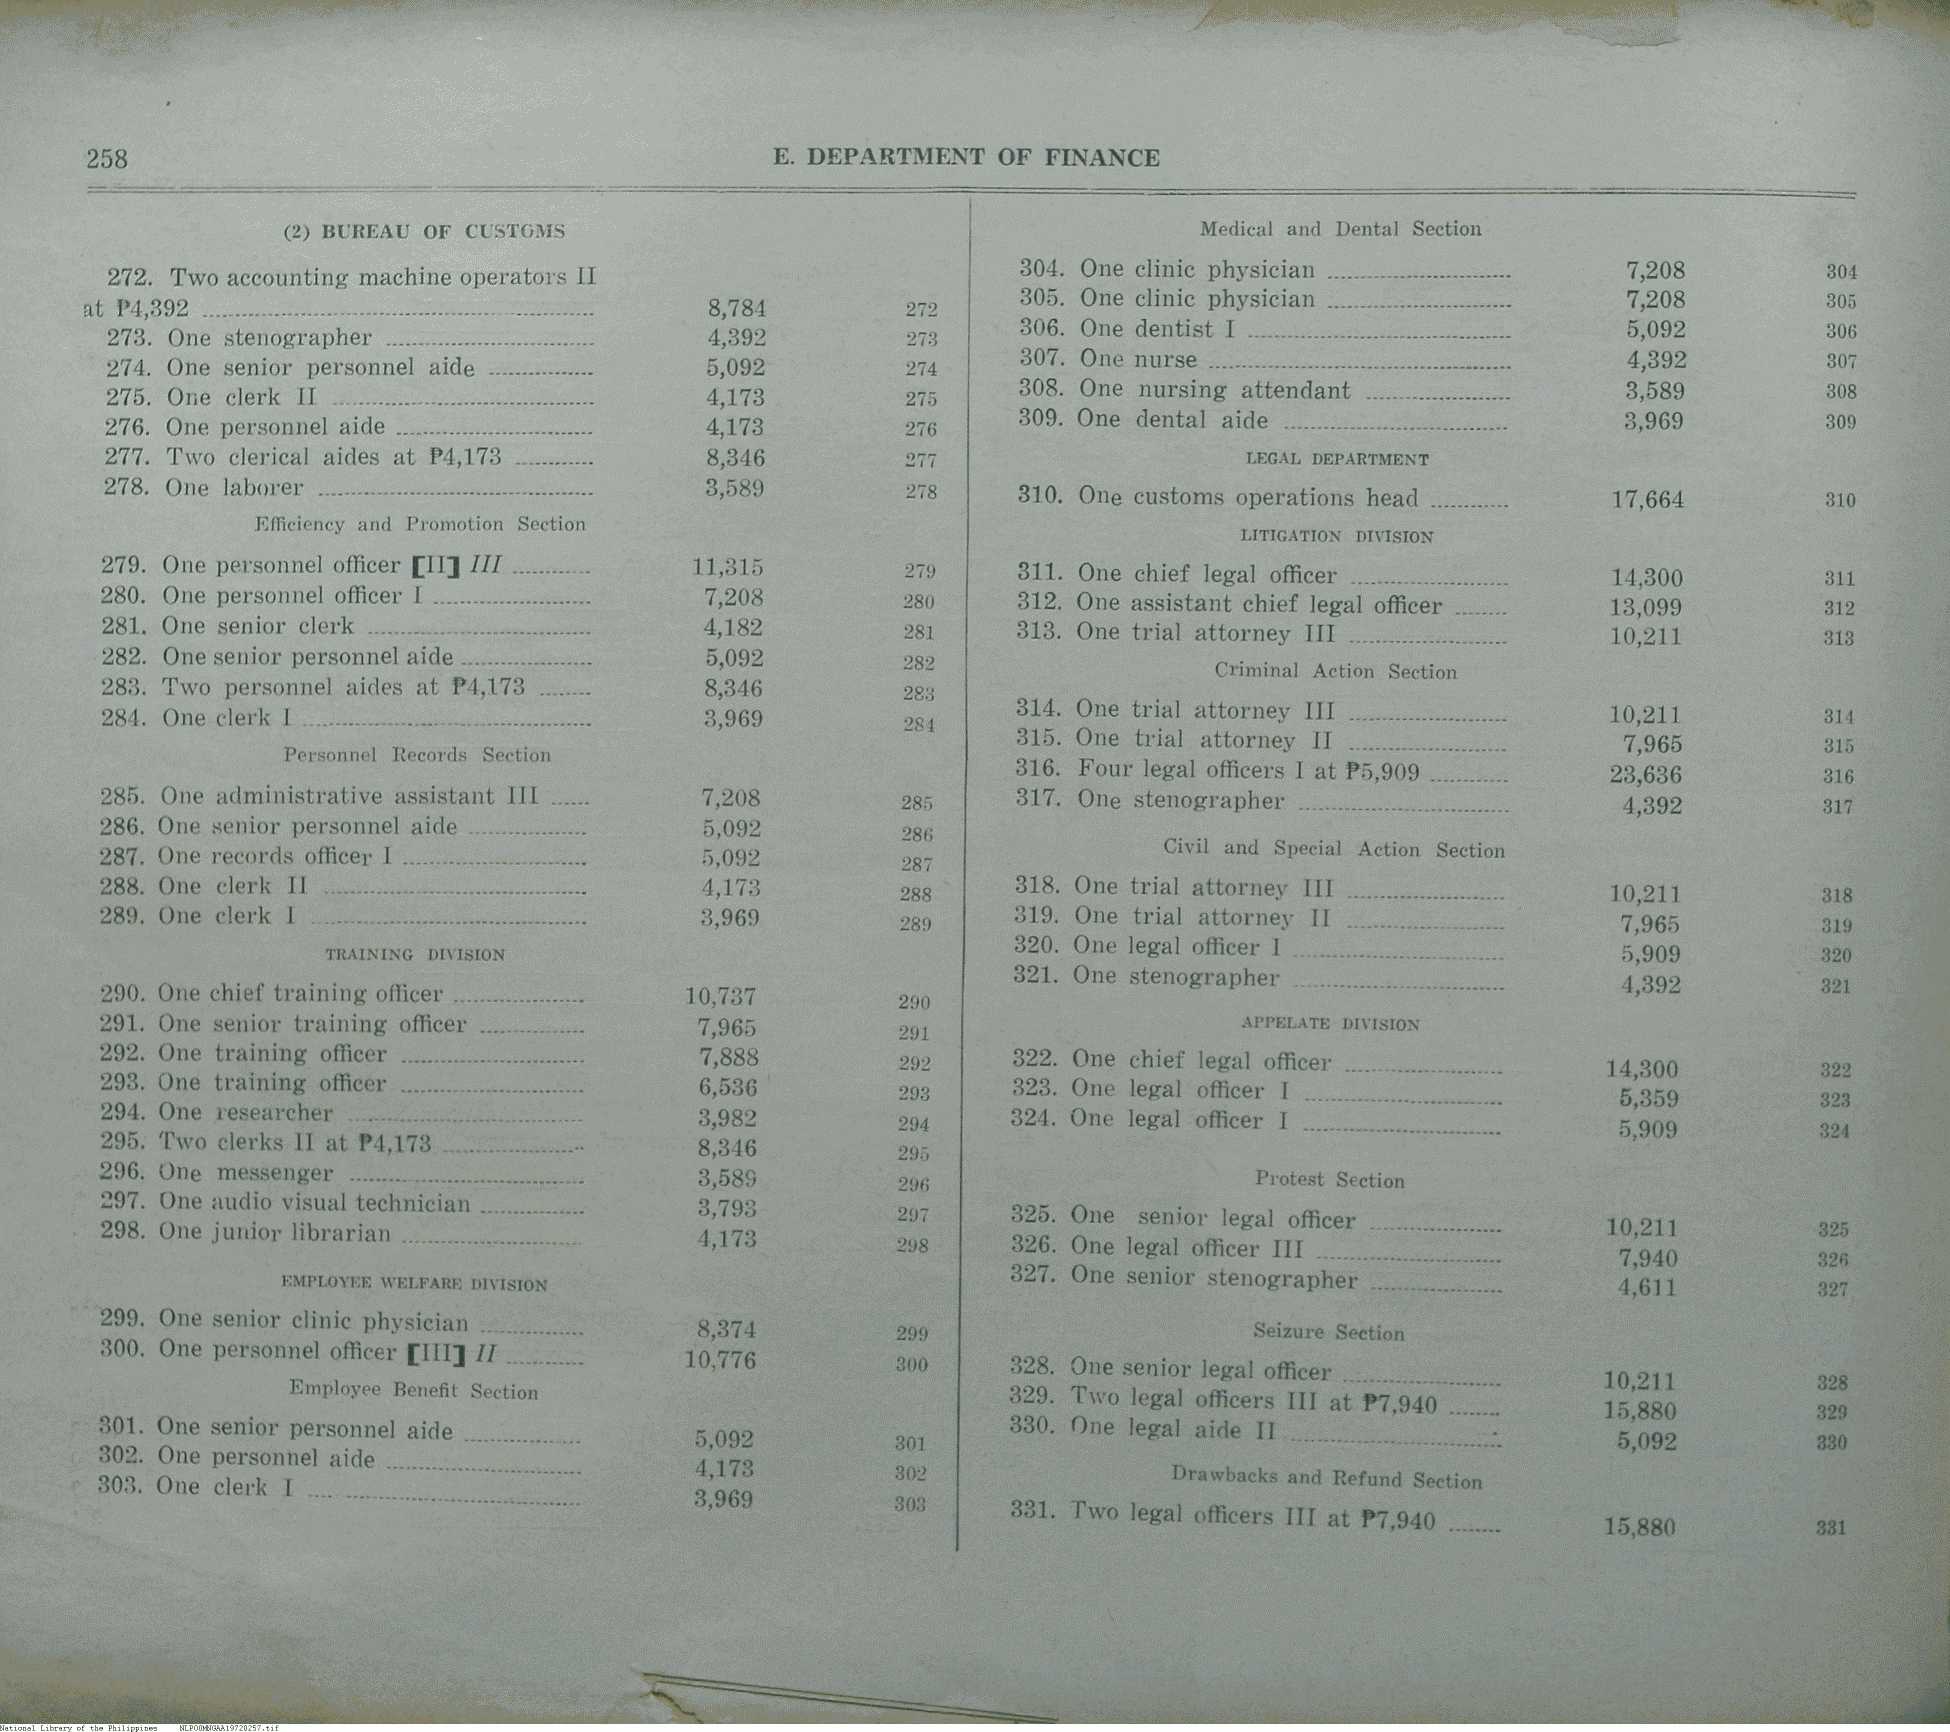 258
E. DEPARTMENT OF FINANCE
(2) BUREAU OF CUSTOMS
272. Two accounting machine operators II
at ₱4,392 8,784 272
273. One stenographer 4,392 273
274. One senior personnel aide 5,092 274
275. One clerk II 4,173 275
276. One personnel aide 4,173 276
277. Two clerical aides at ₱4,173 8,346 277
278. One laborer 3,589 278
Efficiency and Promotion Section
279. One personnel officer [II] III 11,315 279
280. One personnel officer I 7,208 280
281. One senior clerk 4,182 281
282. One senior personnel aide 5,092 282
283. Two personnel aides at ₱4,173 8,346 283
284. One clerk I 3,969 284
Personnel Records Section
285. One administrative assistant III 7,208 285
286. One senior personnel aide 5,092 286
287. One records officer I 5,092 287
288. One clerk II 4,173 288
289. One clerk I 3,969 289
TRAINING DIVISION
290. One chief training officer 10,737 290
291. One senior training officer 7,965 291
292. One training officer 7,888 292
293. One training officer 6,536 293
294. One researcher 3,982 294
295. Two clerks II at ₱4,173 8,346 295
296. One messenger 3,589 296
297. One audio visual technician 3,793 297
298. One junior librarian 4,173 298
EMPLOYEE WELFARE DIVISION
299. One senior clinic physician 8,374 299
300. One personnel officer [III] II 10,776 300
Employee Benefit Section
301. One senior personnel aide 5,092 301
302. One personnel aide 4,173 302
303. One clerk I 3,969 303
Medical and Dental Section
304. One clinic physician 7,208 304
305. One clinic physician 7,208 305
306. One dentist I 5,092 306
307. One nurse 4,392 307
308. One nursing attendant 3,589 308
309. One dental aide 3,969 309
LEGAL DEPARTMENT
310. One customs operations head 17,664 310
LITIGATION DIVISION
311. One chief legal officer 14,300 311
312. One assistant chief legal officer 13,099 312
313. One trial attorney III 10,211 313
Criminal Action Section
314. One trial attorney III 10,211 314
315. One trial attorney II 7,965 315
316. Four legal officers I at ₱5,909 23,636 316
317. One stenographer 4,392 317
Civil and Special Action Section
318. One trial attorney III 10,211 318
319. One trial attorney II 7,965 319
320. One legal officer I 5,909 320
321. One stenographer 4,392 321
APPELATE DIVISION
322. One chief legal officer 14,300 322
323. One legal officer I 5,359 323
324. One legal officer I 5,909 324
Protest Section
325. One senior legal officer 10,211 325
326. One legal officer III 7,940 326
327. One senior stenographer 4,611 327
Seizure Section
328. One senior legal officer 10,211 328
329. Two legal officers III at ₱7,940 15,880 329
330. One legal aide II 5,092 330
Drawbacks and Refund Section
331. Two legal officers III at ₱7,940 15,880 331
National Library of the Philippines NLPOOMNGAA19720257.tif